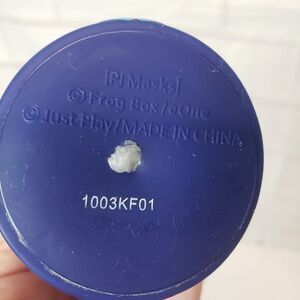 PJ Masks
© Frog Box/eOne
© Just Play/MADE IN CHINA
1003KF01